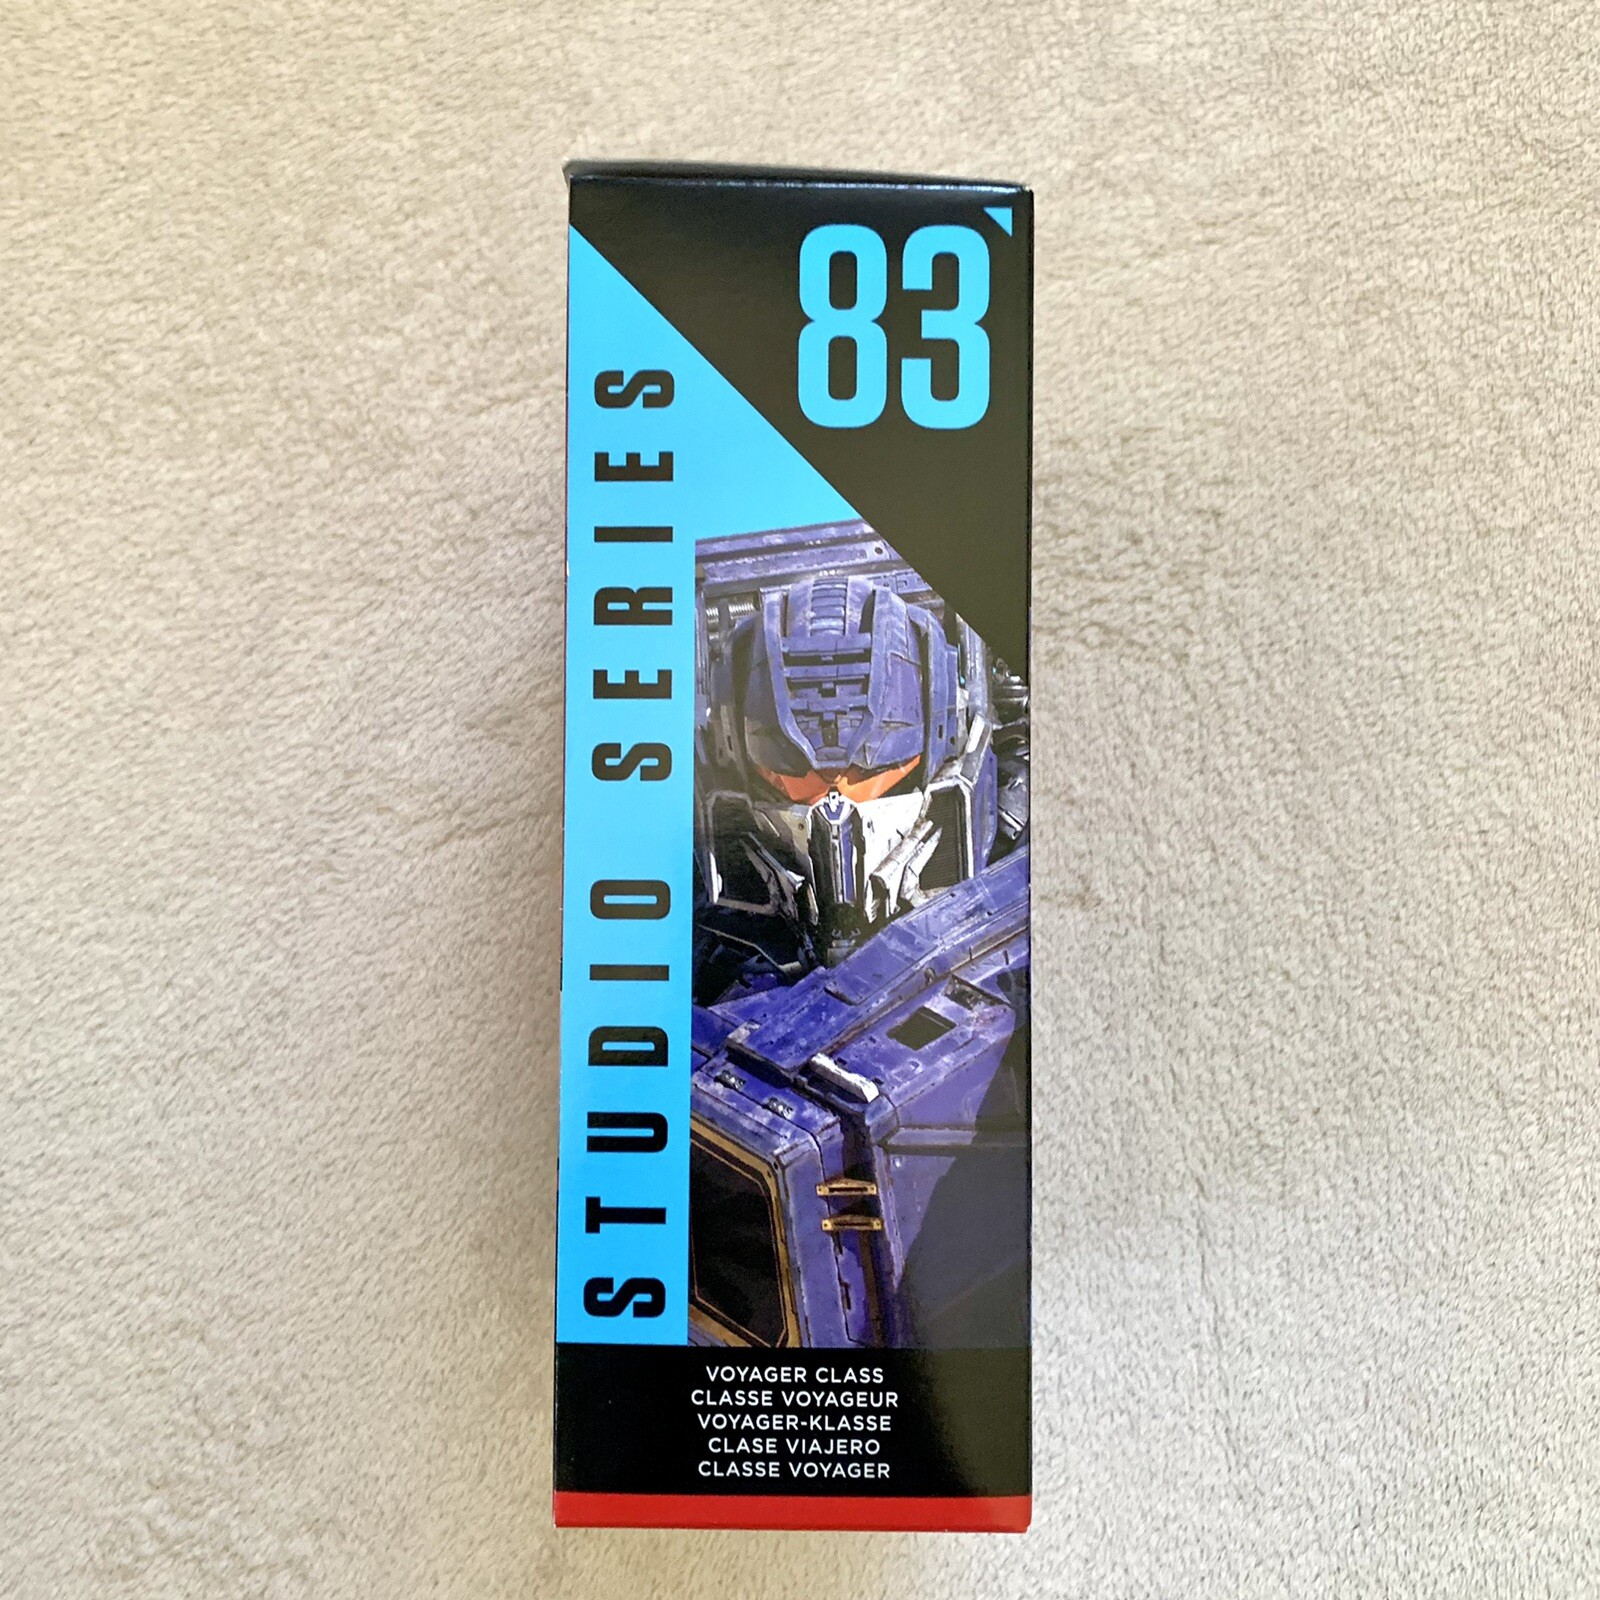 83
STUDIO SERIES
VOYAGER CLASS
CLASSE VOYAGEUR
VOYAGER-KLASSE
CLASE VIAJERO
CLASSE VOYAGER